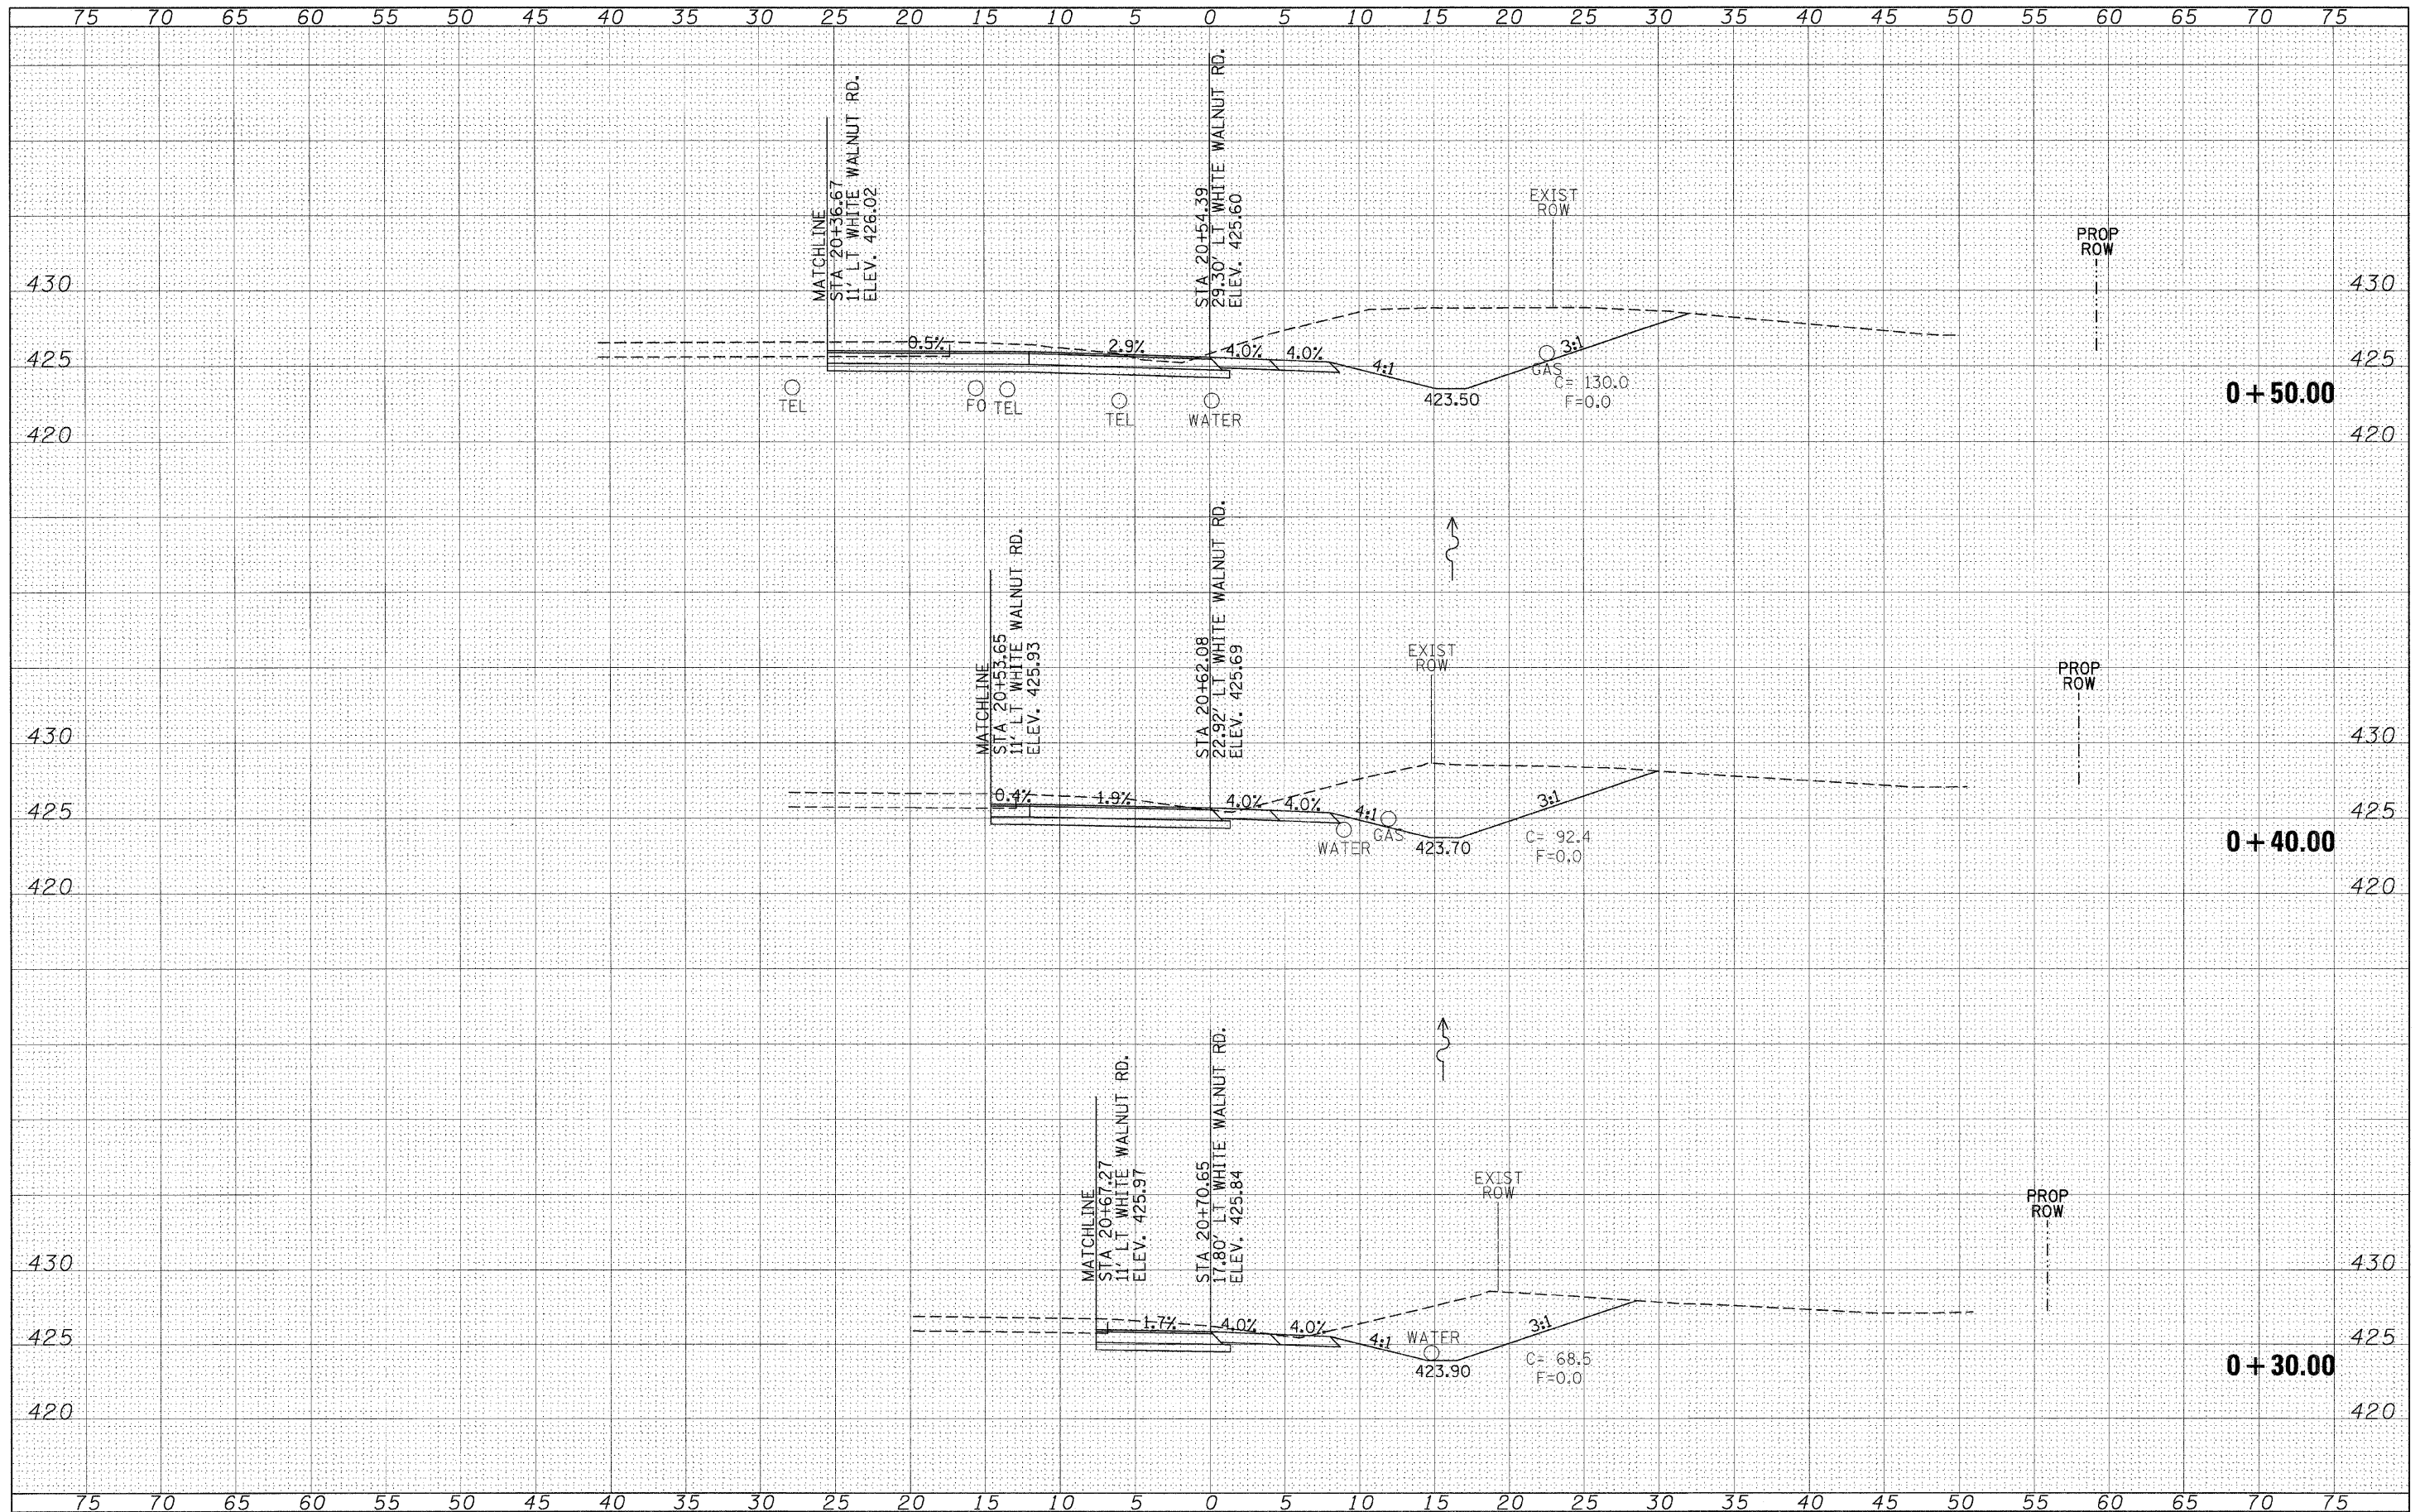 75 70 65 60 55 50 45 40 35 30 25 20 15 10 5 0 5 10 15 20 25 30 35 40 45 50 55 60 65 70 75
MATCHLINE
STA 20+36.67
11' LT WHITE WALNUT RD.
ELEV. 426.02
STA 20+54.39
29.30' LT WHITE WALNUT RD.
ELEV. 425.60
EXIST
ROW
PROP
ROW
430 430
0.5% 2.9% 4.0% 4.0% 4:1 3:1
425 425
GAS
C= 130.0
F=0.0
423.50
TEL FO TEL TEL WATER
0+50.00
420 420
MATCHLINE
STA 20+53.65
11' LT WHITE WALNUT RD.
ELEV. 425.93
STA 20+62.08
22.92' LT WHITE WALNUT RD.
ELEV. 425.69
EXIST
ROW
PROP
ROW
430 430
0.4% 1.9% 4.0% 4.0% 4:1 3:1
425 425
GAS
WATER
423.70
C= 92.4
F=0.0
0+40.00
420 420
MATCHLINE
STA 20+67.27
11' LT WHITE WALNUT RD.
ELEV. 425.97
STA 20+70.65
17.80' LT WHITE WALNUT RD.
ELEV. 425.84
EXIST
ROW
PROP
ROW
430 430
1.7% 4.0% 4.0% 4:1 3:1
425 425
WATER
423.90
C= 68.5
F=0.0
0+30.00
420 420
75 70 65 60 55 50 45 40 35 30 25 20 15 10 5 0 5 10 15 20 25 30 35 40 45 50 55 60 65 70 75